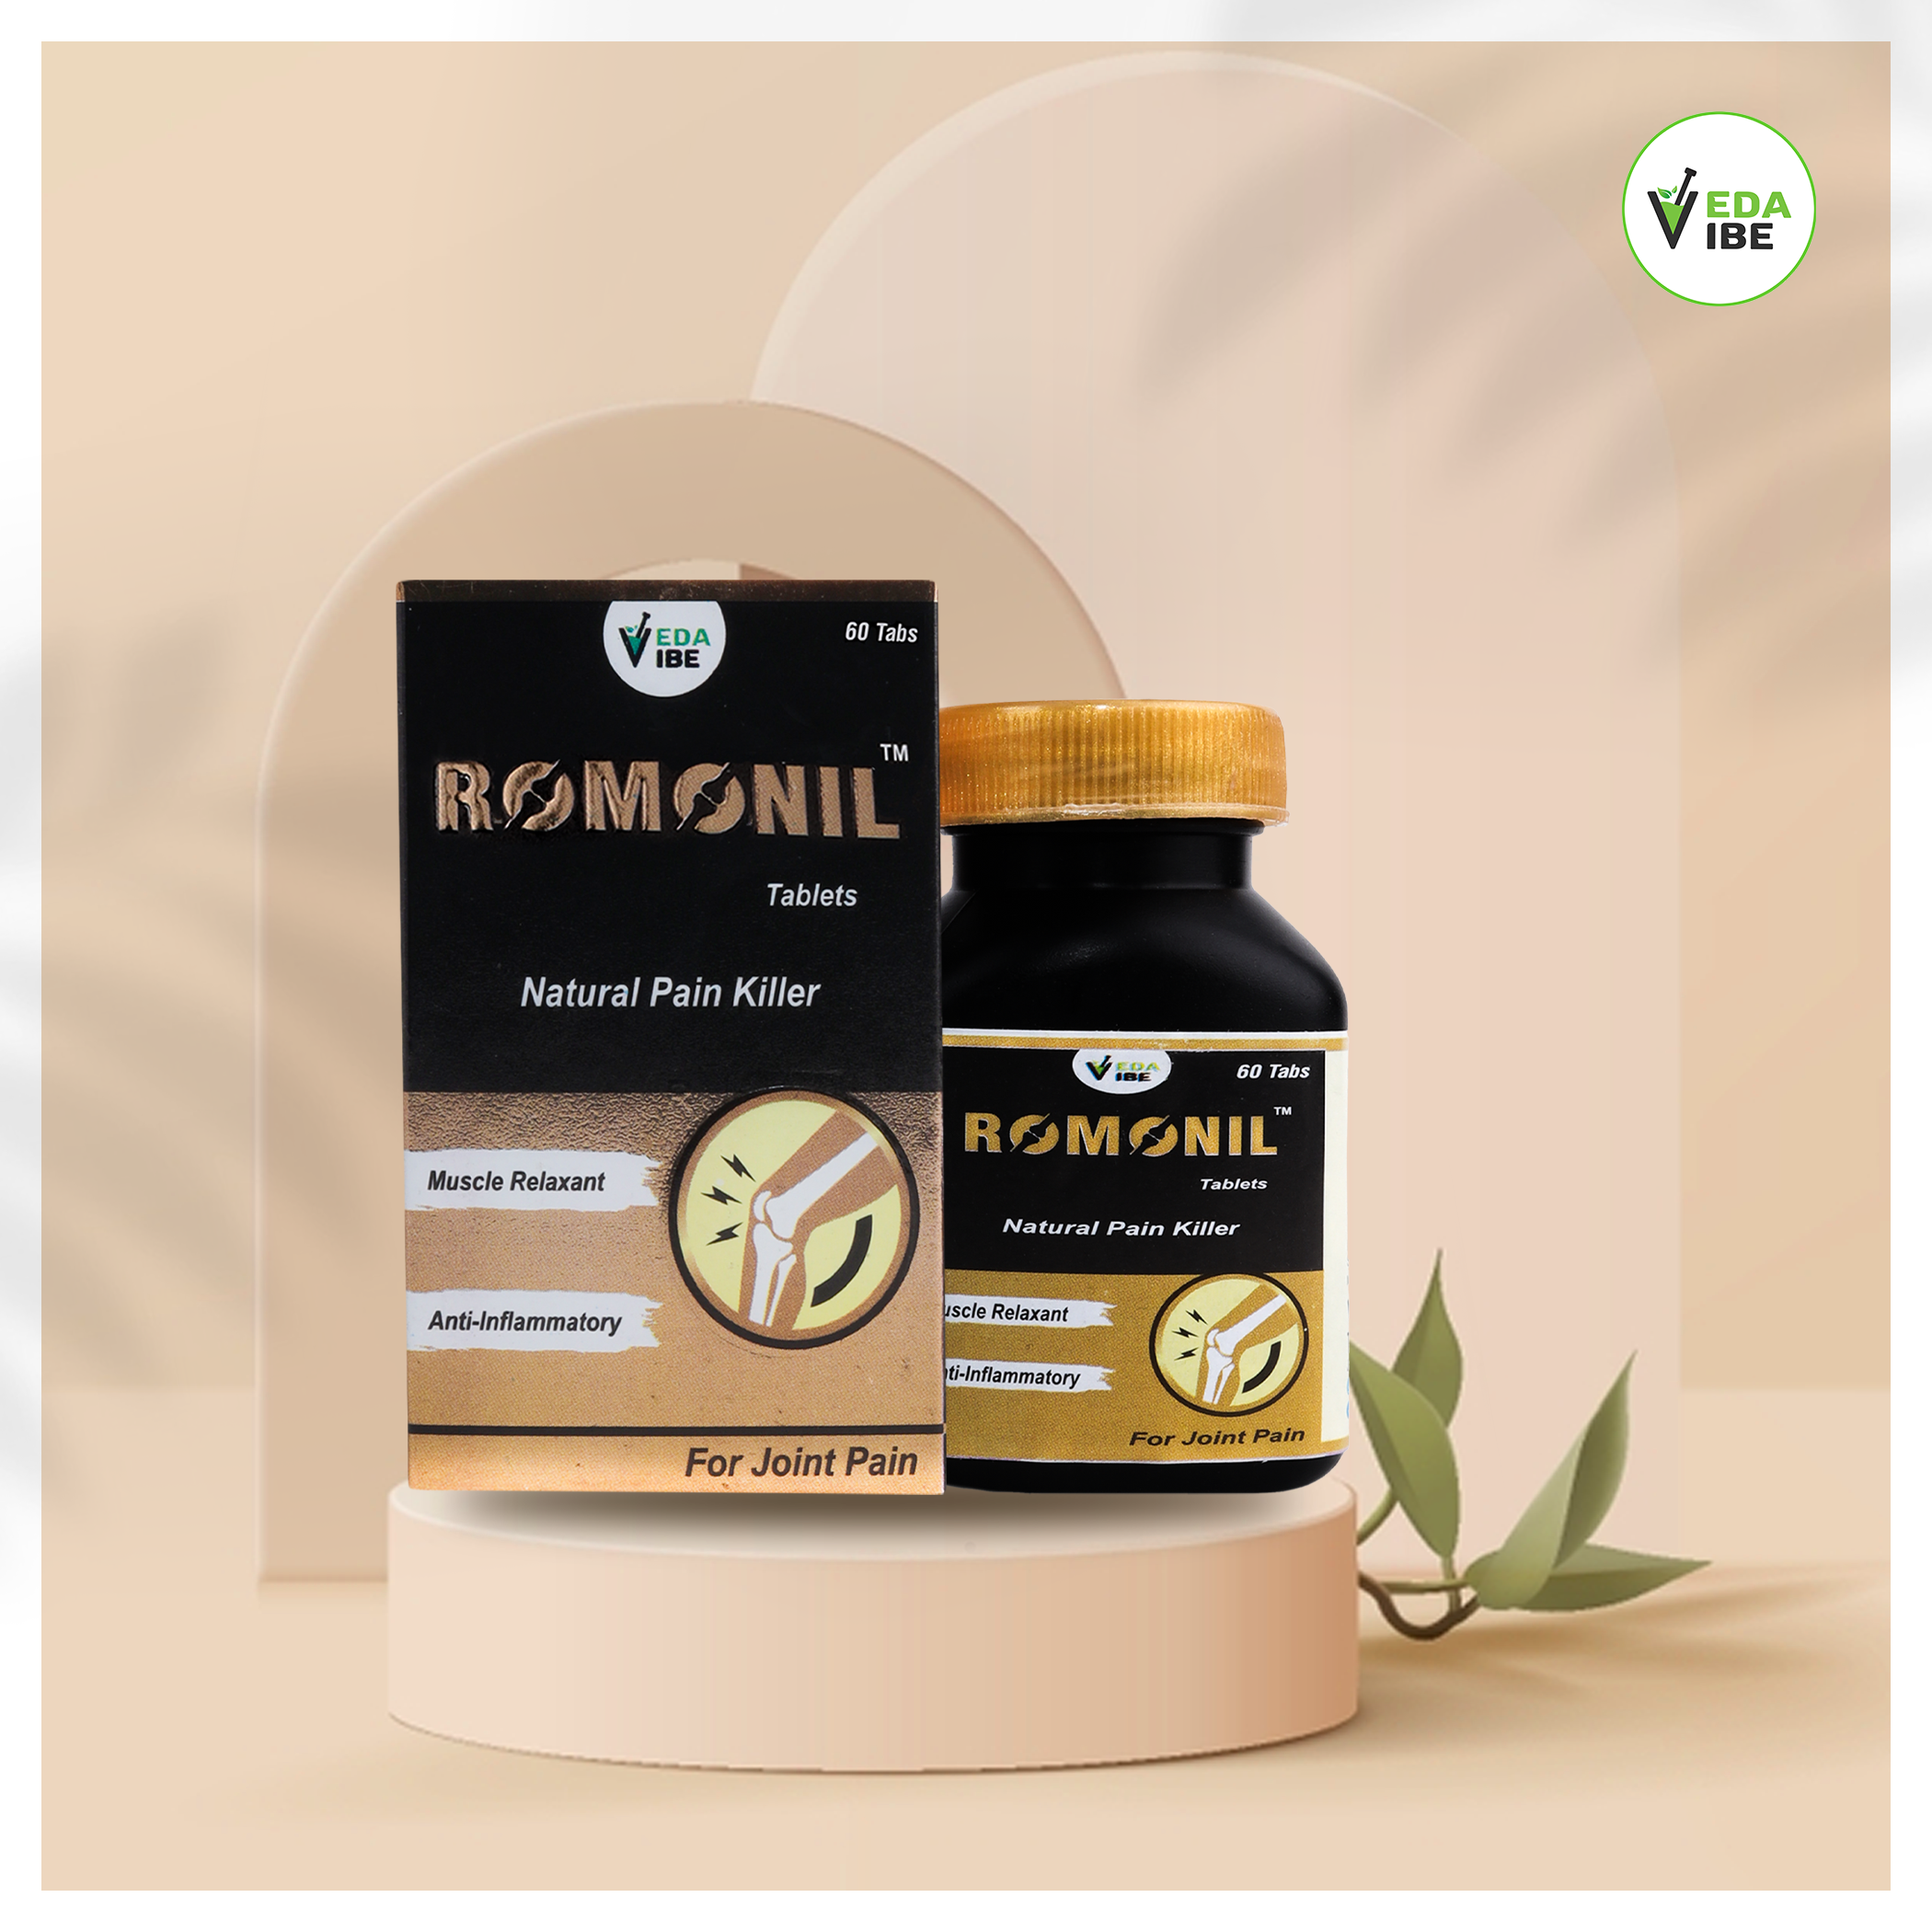 VEDA
VIBE
VEDA
VIBE
60 Tabs
ROMONIL™
Tablets
Natural Pain Killer
Muscle Relaxant
Anti-Inflammatory
For Joint Pain
VEDA
VIBE
60 Tabs
ROMONIL™
Tablets
Natural Pain Killer
uscle Relaxant
ti-Inflammatory
For Joint Pain